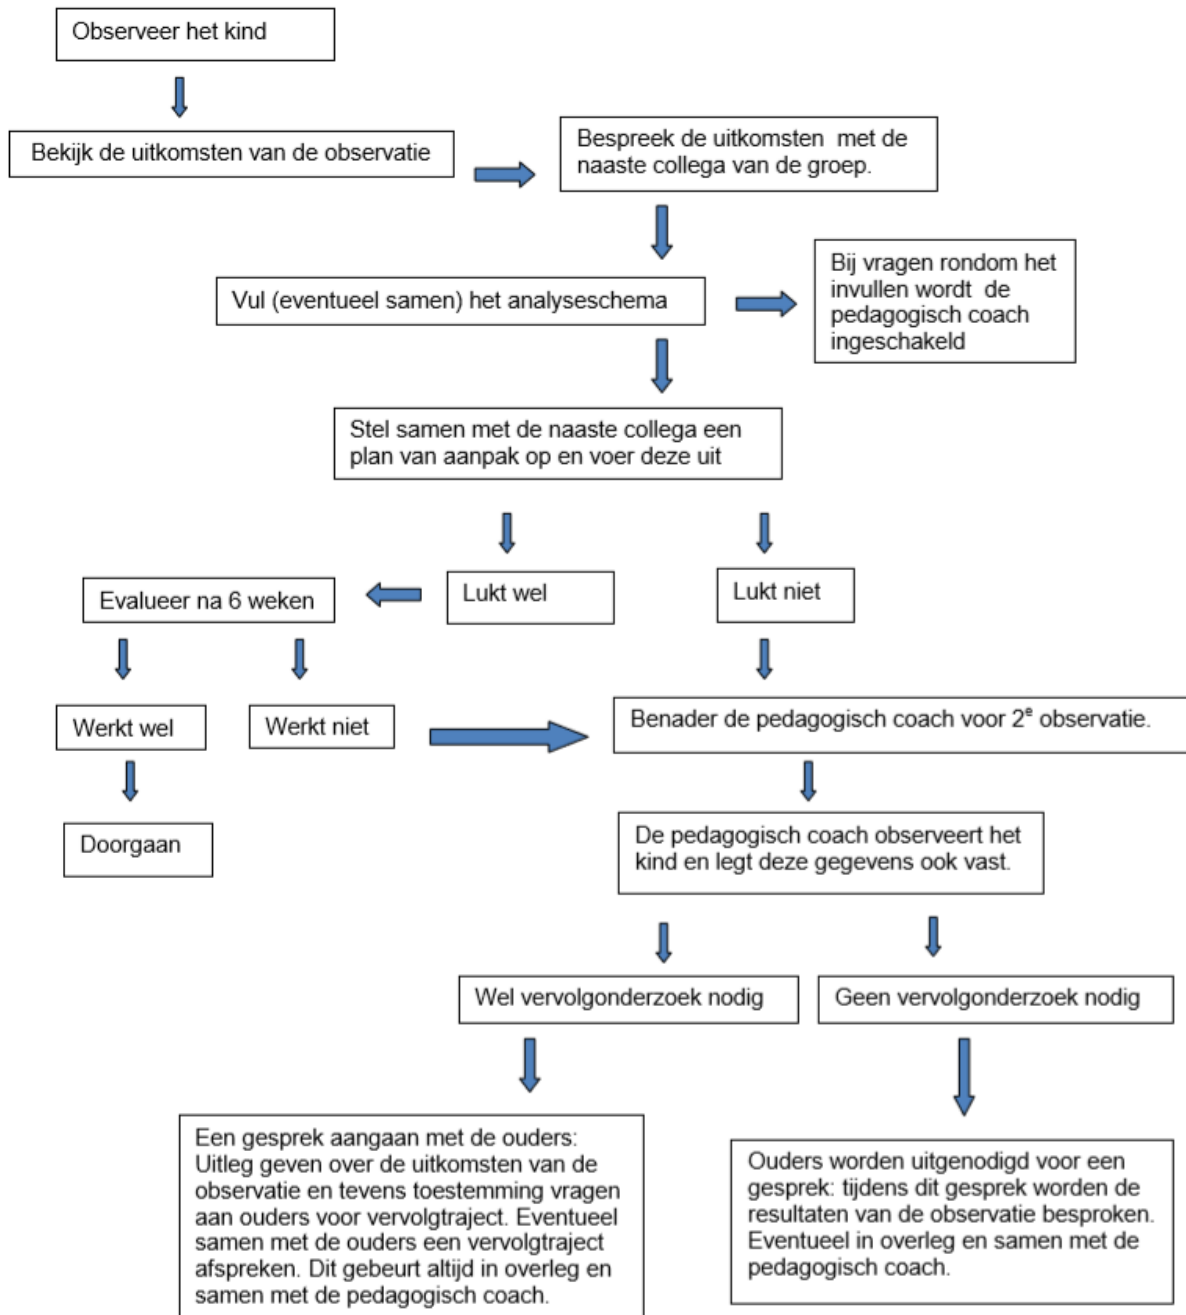 Observeer het kind
Bekijk de uitkomsten van de observatie
Bespreek de uitkomsten met de
naaste collega van de groep.
Vul (eventueel samen) het analyseschema
Bij vragen rondom het
invullen wordt de
pedagogisch coach
ingeschakeld
Stel samen met de naaste collega een
plan van aanpak op en voer deze uit
Lukt wel
Lukt niet
Evalueer na 6 weken
Werkt wel
Werkt niet
Benader de pedagogisch coach voor 2e observatie.
Doorgaan
De pedagogisch coach observeert het
kind en legt deze gegevens ook vast.
Wel vervolgonderzoek nodig
Geen vervolgonderzoek nodig
Een gesprek aangaan met de ouders:
Uitleg geven over de uitkomsten van de
observatie en tevens toestemming vragen
aan ouders voor vervolgtraject. Eventueel
samen met de ouders een vervolgtraject
afspreken. Dit gebeurt altijd in overleg en
samen met de pedagogisch coach.
Ouders worden uitgenodigd voor een
gesprek: tijdens dit gesprek worden de
resultaten van de observatie besproken.
Eventueel in overleg en samen met de
pedagogisch coach.